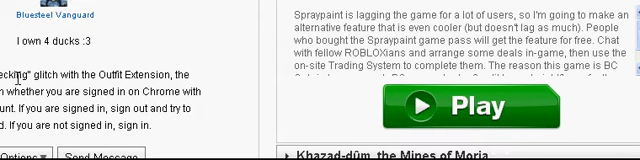 Bluesteel Vanguard
I own 4 ducks :3
ecking" glitch with the Outfit Extension, the
whether you are signed in on Chrome with
unt. If you are signed in, sign out and try to
d. If you are not signed in, sign in.
Options
Send Message
Spraypaint is lagging the game for a lot of users, so I'm going to make an
alternative feature that is even cooler (but doesn't lag as much). People
who bought the Spraypaint game pass will get the feature for free. Chat
with fellow ROBLOXians and arrange some deals in-game, then use the
on-site Trading System to complete them. The reason this game is BC
Play
Khazad-dûm, the Mines of Moria